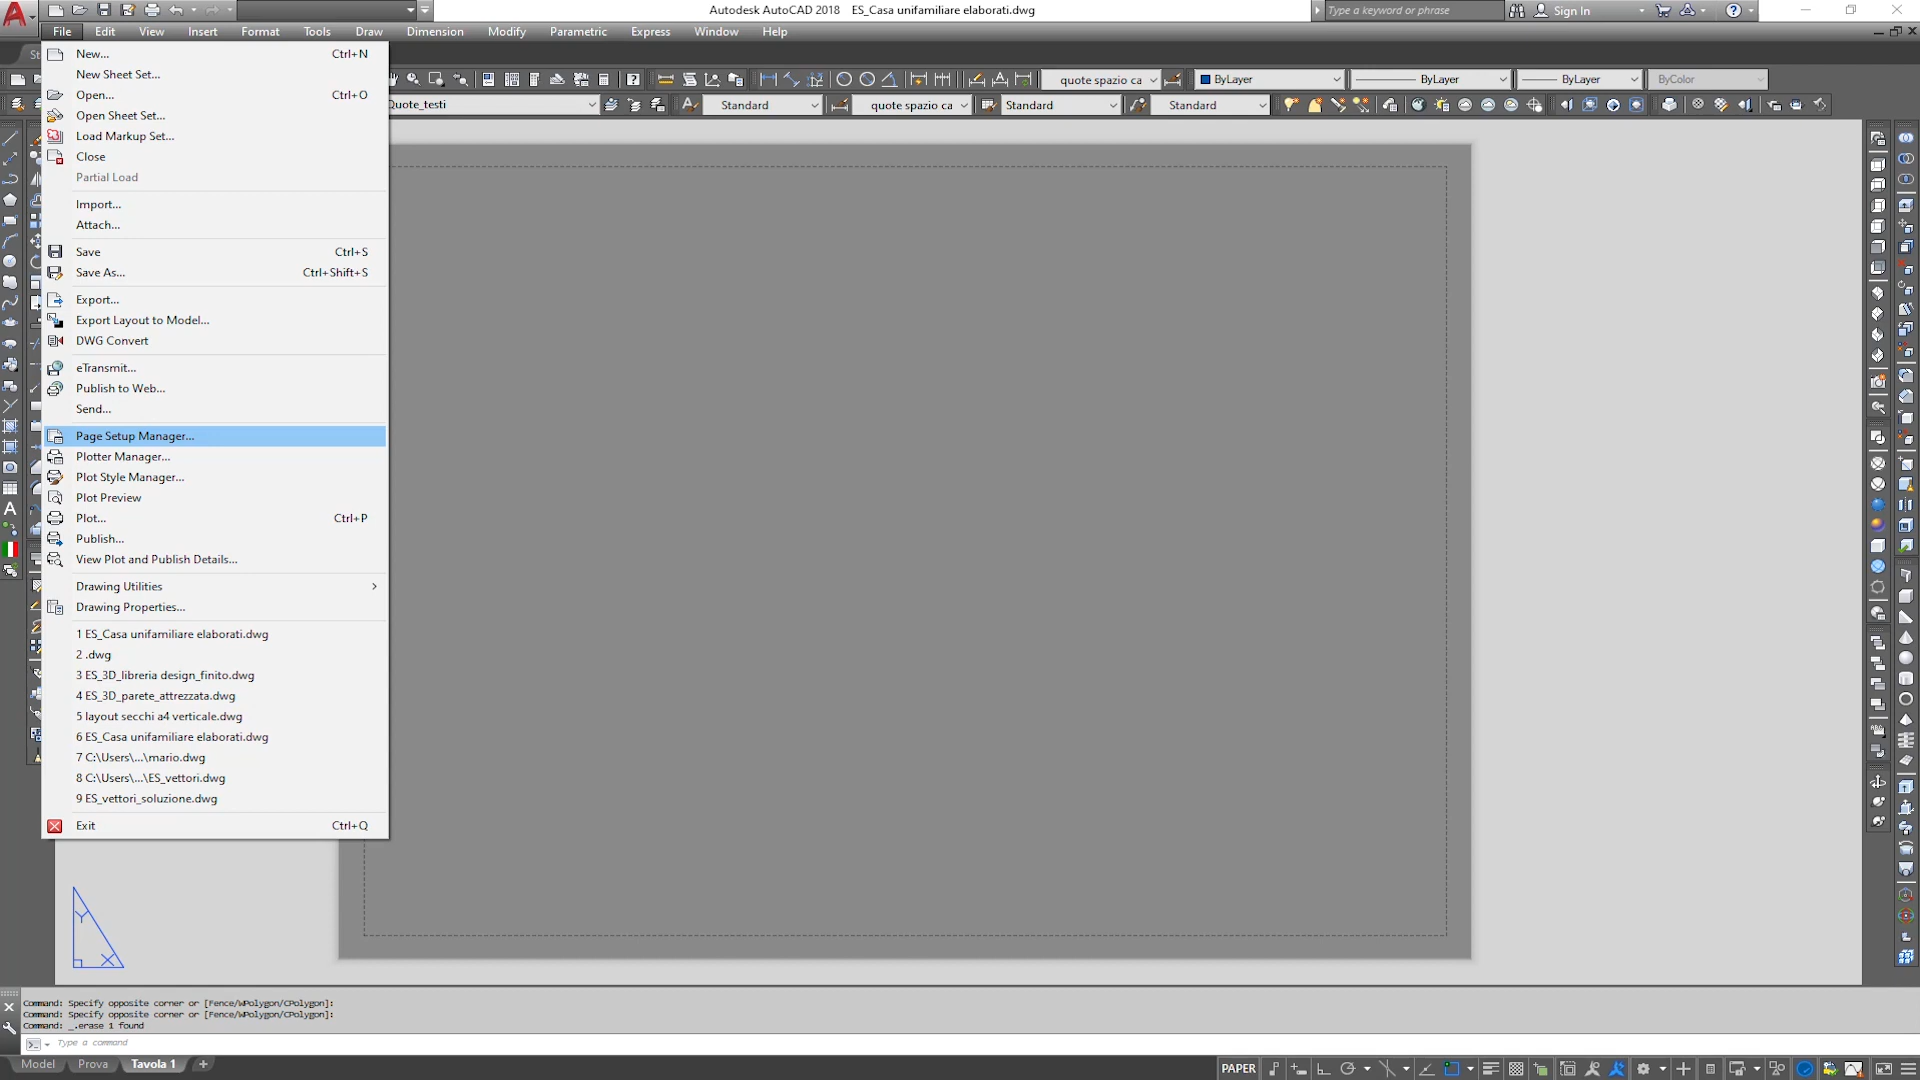 Autodesk AutoCAD 2018 ES_Casa unifamiliare elaborati.dwg
Type a keyword or phrase
Sign In
File Edit View Insert Format Tools Draw Dimension Modify Parametric Express Window Help
New... Ctrl+N
New Sheet Set...
Open... Ctrl+O
Open Sheet Set...
Load Markup Set...
Close
Partial Load
Import...
Attach...
Save Ctrl+S
Save As... Ctrl+Shift+S
Export...
Export Layout to Model...
DWG Convert
eTransmit...
Publish to Web...
Send...
Page Setup Manager...
Plotter Manager...
Plot Style Manager...
Plot Preview
Plot... Ctrl+P
Publish...
View Plot and Publish Details...
Drawing Utilities
Drawing Properties...
1 ES_Casa unifamiliare elaborati.dwg
2 .dwg
3 ES_3D_libreria design_finito.dwg
4 ES_3D_parete_attrezzata.dwg
5 layout secchi a4 verticale.dwg
6 ES_Casa unifamiliare elaborati.dwg
7 C:\Users\...\mario.dwg
8 C:\Users\...\ES_vettori.dwg
9 ES_vettori_soluzione.dwg
Exit Ctrl+Q
quote spazio ca ByLayer ByLayer ByLayer ByColor
Quote_testi Standard quote spazio ca Standard Standard
Y
X
Command: Specify opposite corner or [Fence/WPolygon/CPolygon]:
Command: Specify opposite corner or [Fence/WPolygon/CPolygon]:
Command: _.erase 1 found
Type a command
Model Prova Tavola 1 +
PAPER